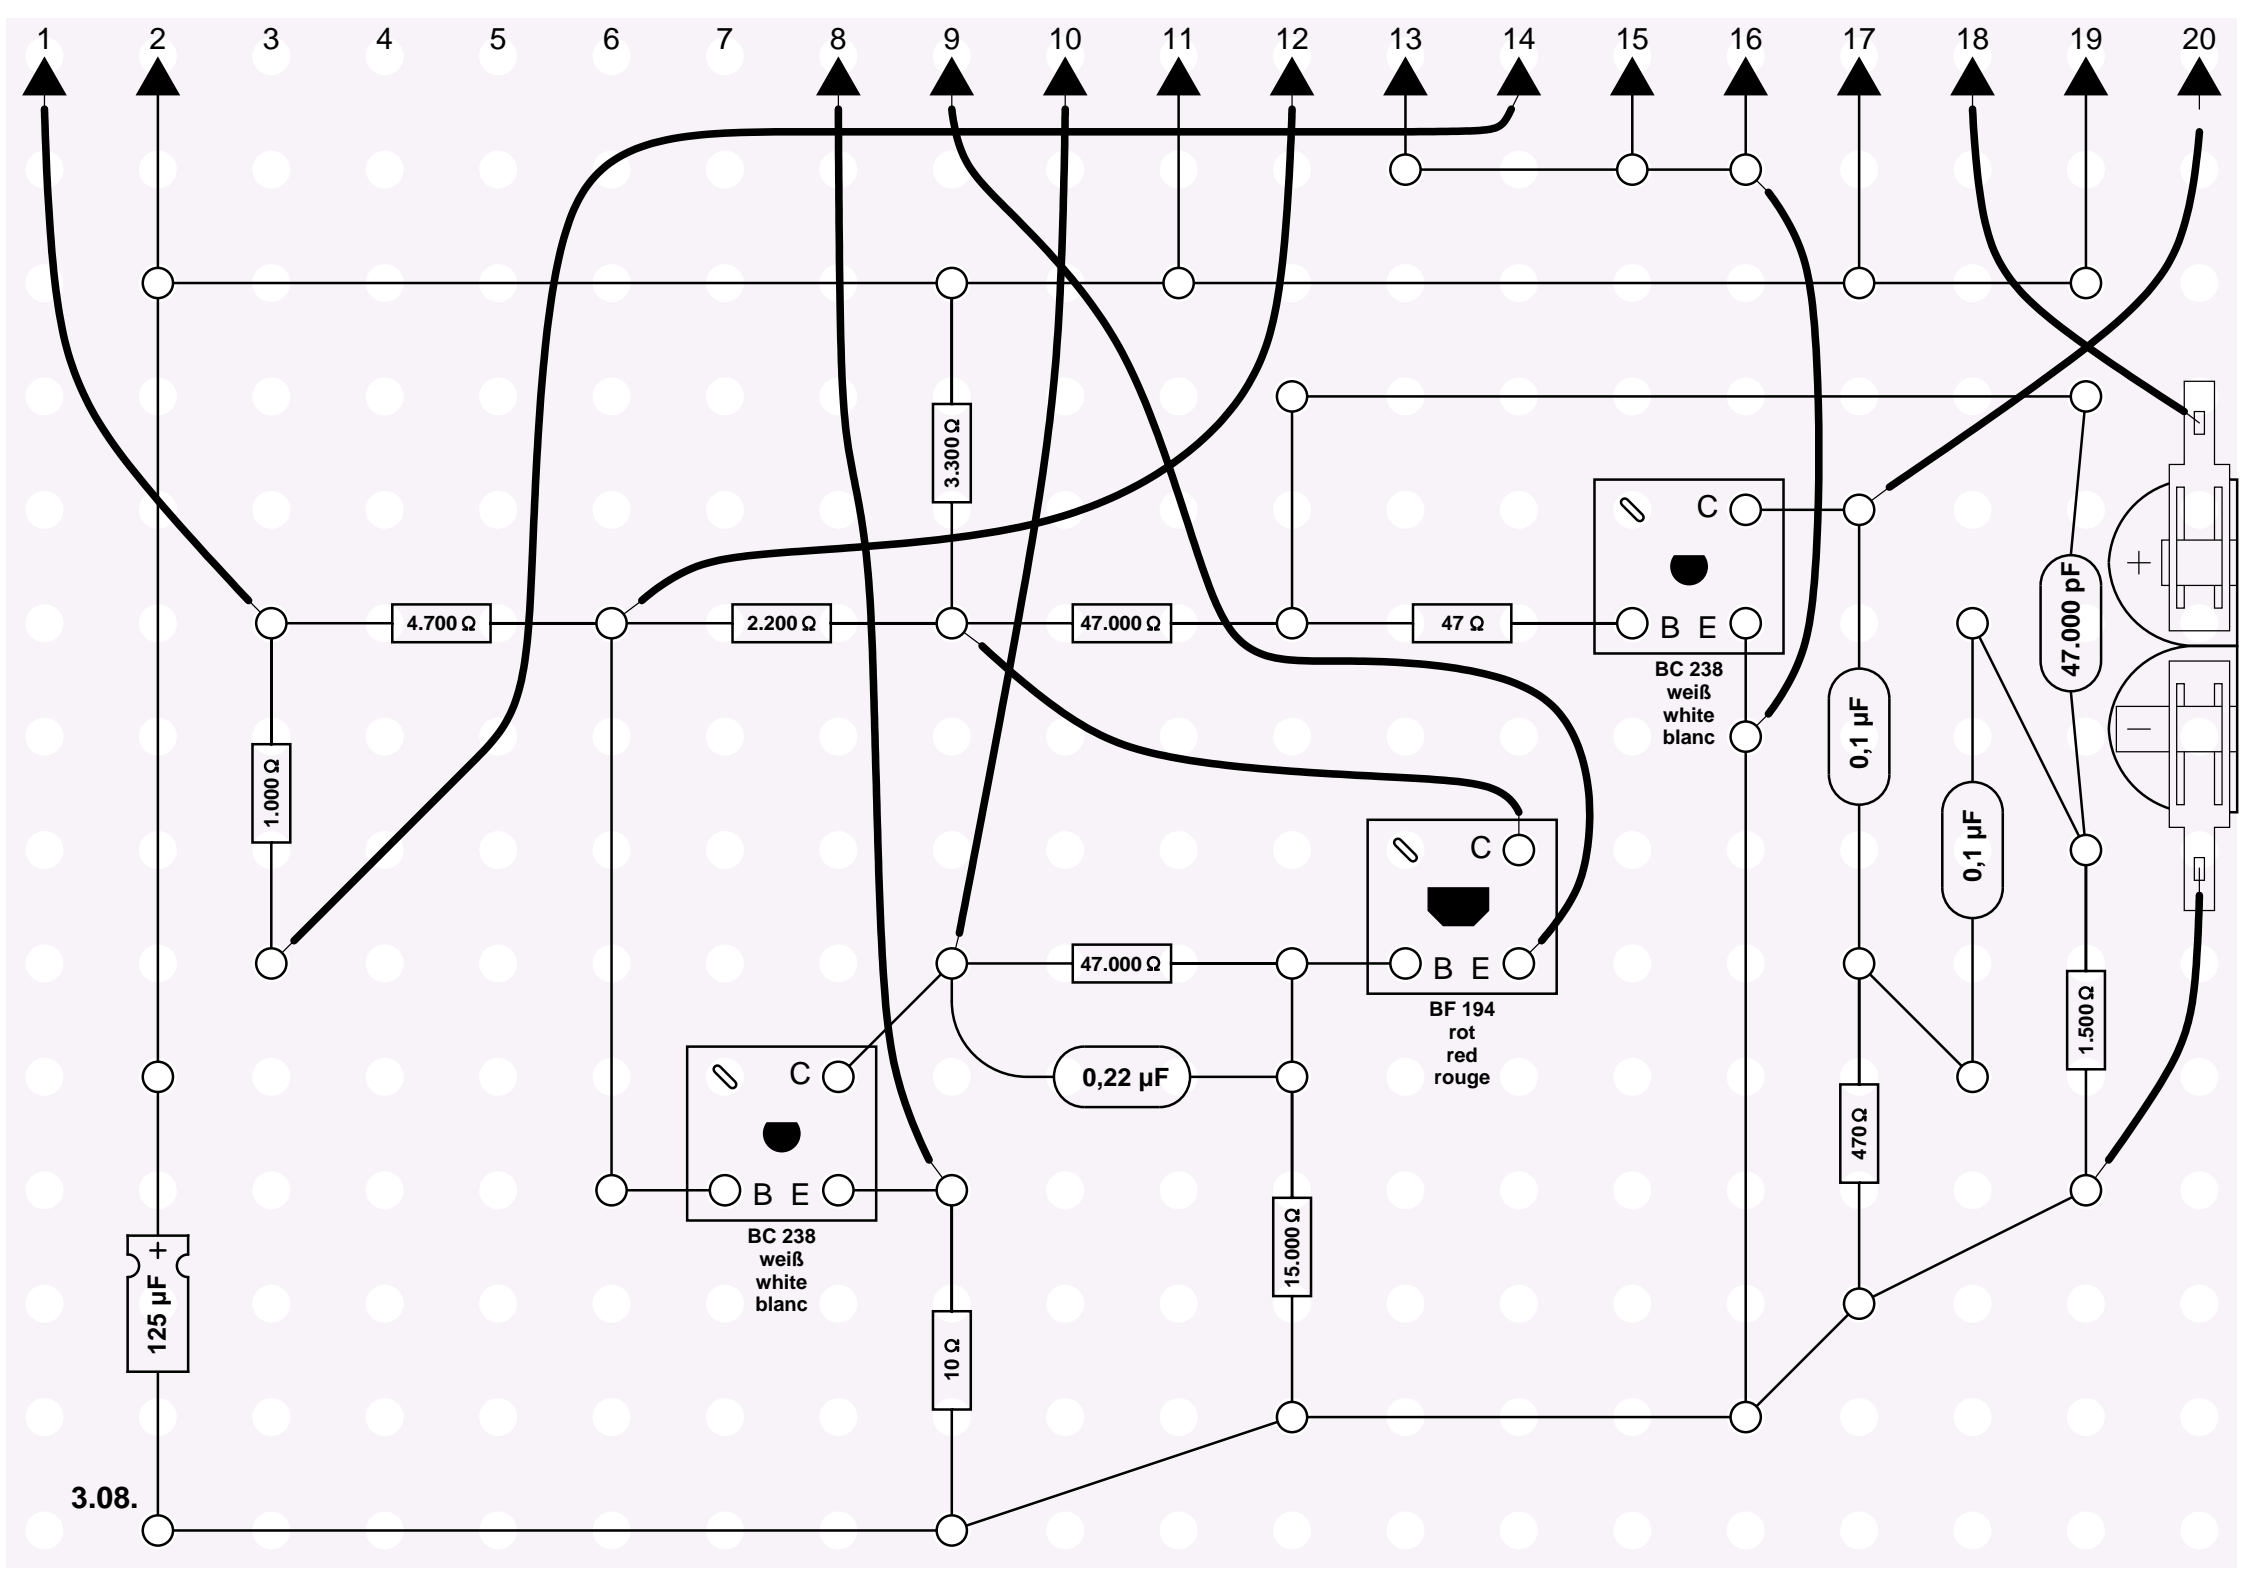 1 2 3 4 5 6 7 8 9 10 11 12 13 14 15 16 17 18 19 20
3.300 Ω
C
+
47.000 pF
4.700 Ω
2.200 Ω
47.000 Ω
47 Ω
B E
BC 238
weiß
white
blanc
0,1 µF
–
1.000 Ω
C
0,1 µF
47.000 Ω
B E
BF 194
rot
red
rouge
1.500 Ω
C
0,22 µF
470 Ω
B E
BC 238
weiß
white
blanc
15.000 Ω
+
125 µF
10 Ω
3.08.